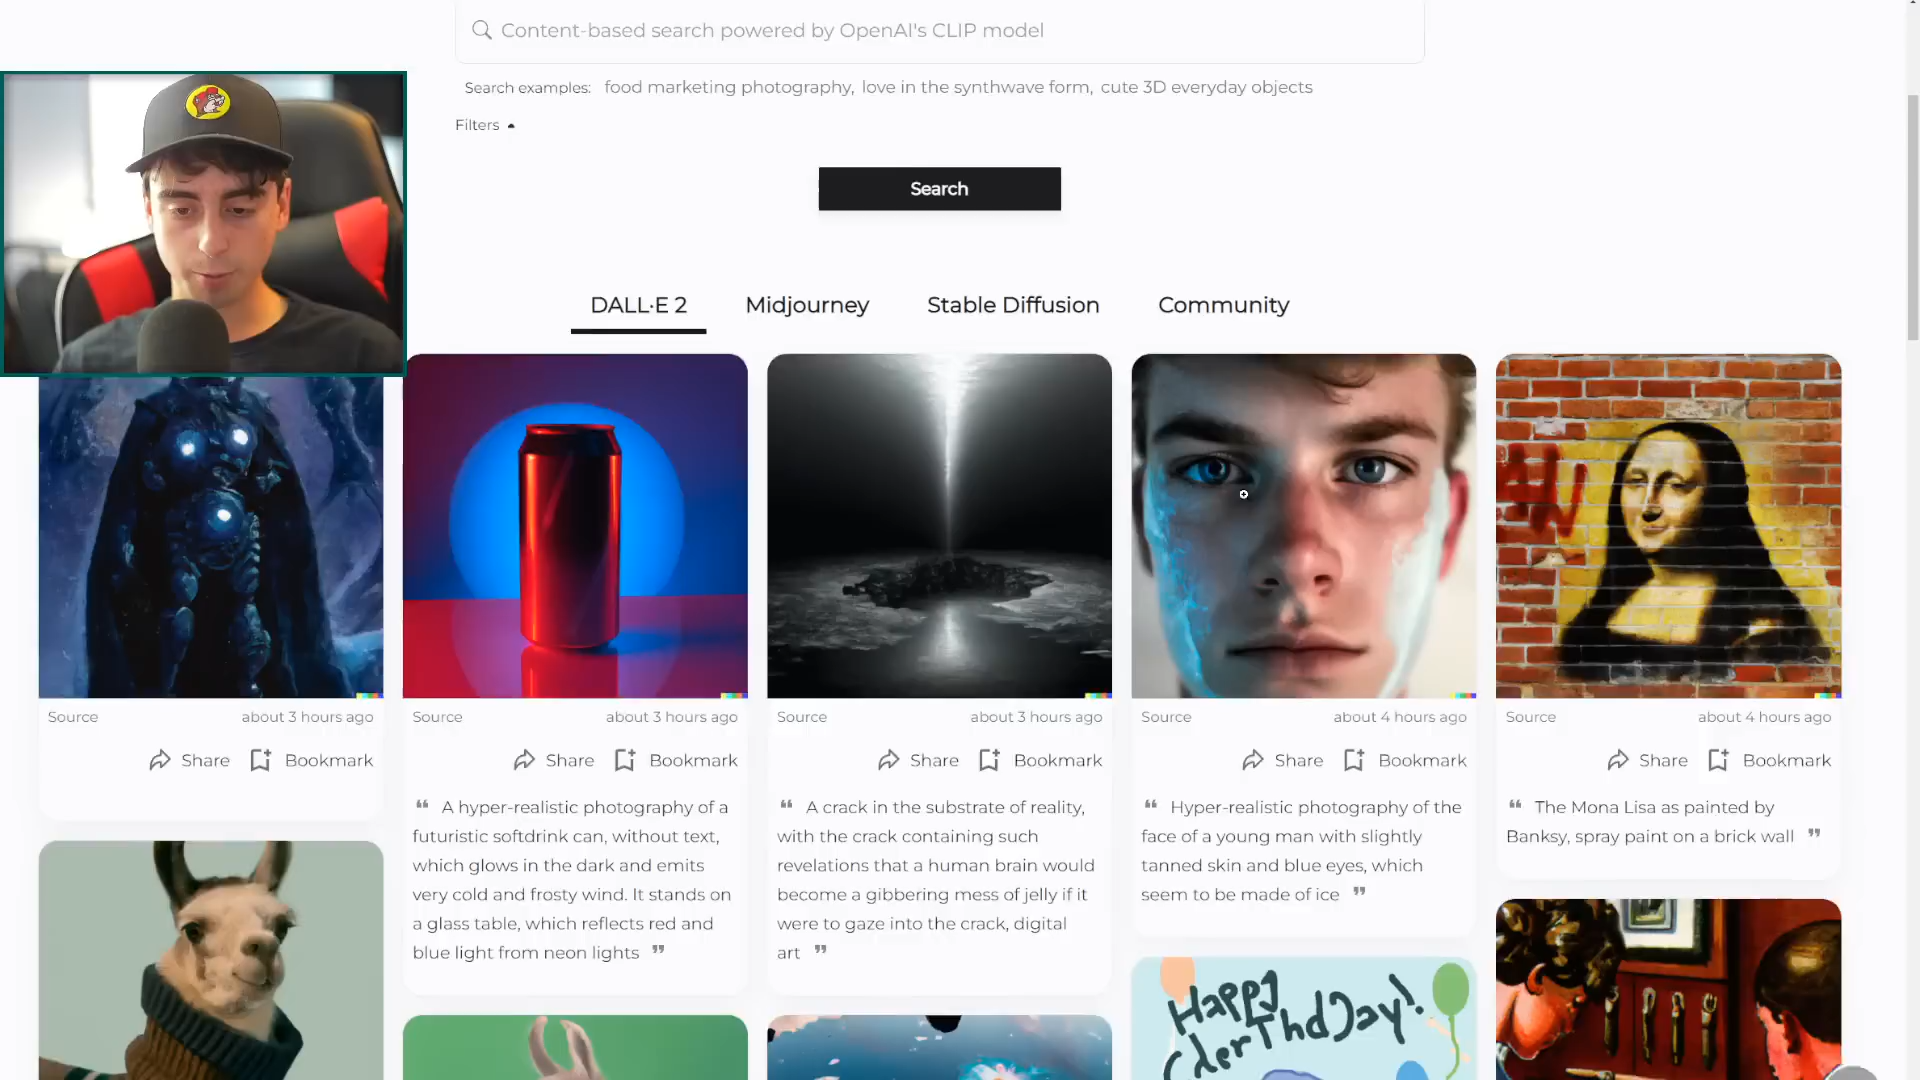 Content-based search powered by OpenAI's CLIP model
Search examples: food marketing photography, love in the synthwave form, cute 3D everyday objects
Filters
Search
DALL·E 2 Midjourney Stable Diffusion Community
Source about 3 hours ago
Share Bookmark
Source about 3 hours ago
Share Bookmark
“ A hyper-realistic photography of a
futuristic softdrink can, without text,
which glows in the dark and emits
very cold and frosty wind. It stands on
a glass table, which reflects red and
blue light from neon lights ”
Source about 3 hours ago
Share Bookmark
“ A crack in the substrate of reality,
with the crack containing such
revelations that a human brain would
become a gibbering mess of jelly if it
were to gaze into the crack, digital
art ”
Source about 4 hours ago
Share Bookmark
“ Hyper-realistic photography of the
face of a young man with slightly
tanned skin and blue eyes, which
seem to be made of ice ”
Happy
Source about 4 hours ago
Share Bookmark
“ The Mona Lisa as painted by
Banksy, spray paint on a brick wall ”